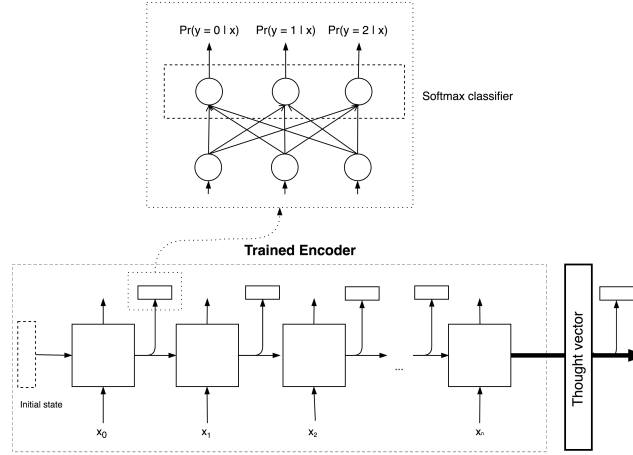 Pr(y = 0 | x) Pr(y = 1 | x) Pr(y = 2 | x)
Softmax classifier
Trained Encoder
Thought vector
Initial state
...
x0 x1 x2 xn